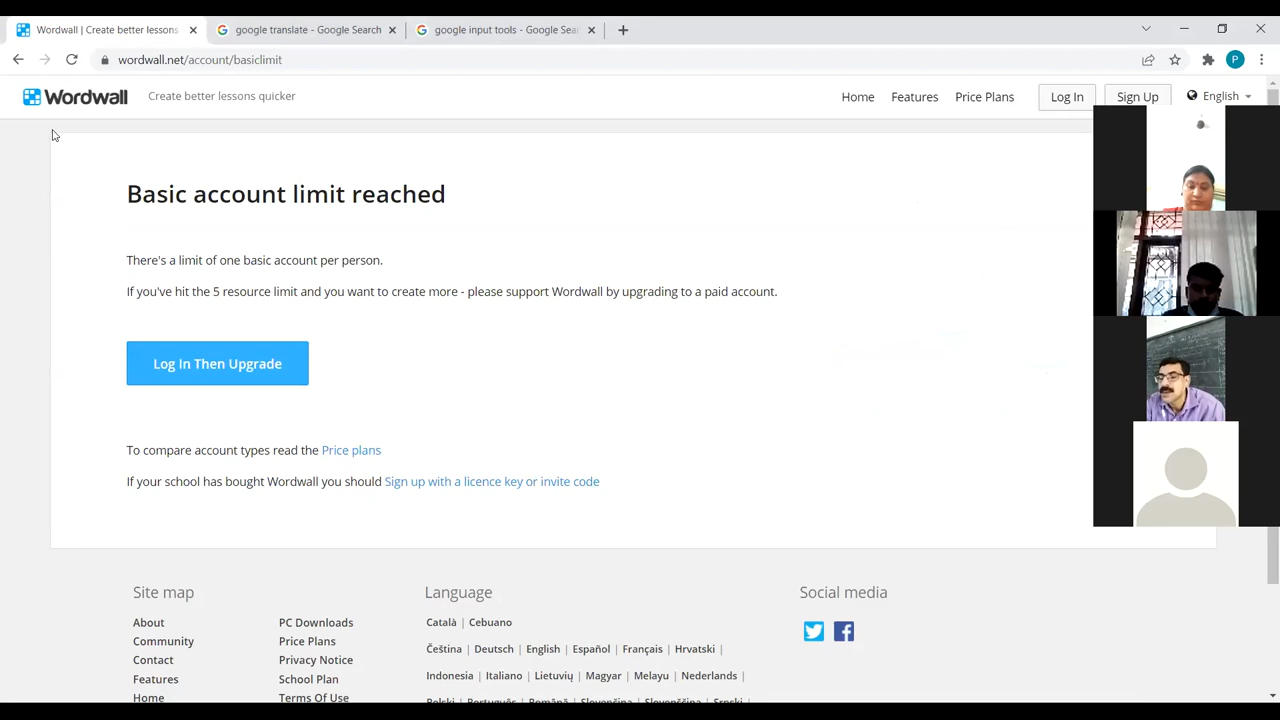 Wordwall | Create better lessons
google translate - Google Search
google input tools - Google Sea
wordwall.net/account/basiclimit
P
Wordwall
Create better lessons quicker
Home
Features
Price Plans
Log In
Sign Up
English
Basic account limit reached
There's a limit of one basic account per person.
If you've hit the 5 resource limit and you want to create more - please support Wordwall by upgrading to a paid account.
Log In Then Upgrade
To compare account types read the Price plans
If your school has bought Wordwall you should Sign up with a licence key or invite code
Site map
About
Community
Contact
Features
Home
PC Downloads
Price Plans
Privacy Notice
School Plan
Terms Of Use
Language
Català | Cebuano
Čeština | Deutsch | English | Español | Français | Hrvatski |
Indonesia | Italiano | Lietuvių | Magyar | Melayu | Nederlands |
Polski | Português | Română | Slovenčina | Slovenščina | Srpski |
Social media